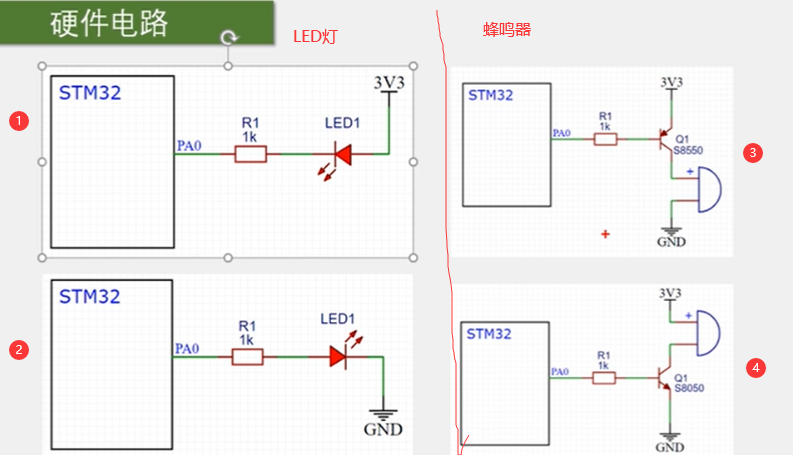 硬件电路
LED灯
蜂鸣器
1
STM32
PA0
R1
1k
LED1
3V3
2
STM32
PA0
R1
1k
LED1
GND
STM32
PA0
R1
1k
3V3
Q1
S8550
+
GND
3
STM32
PA0
R1
1k
3V3
+
Q1
S8050
GND
4